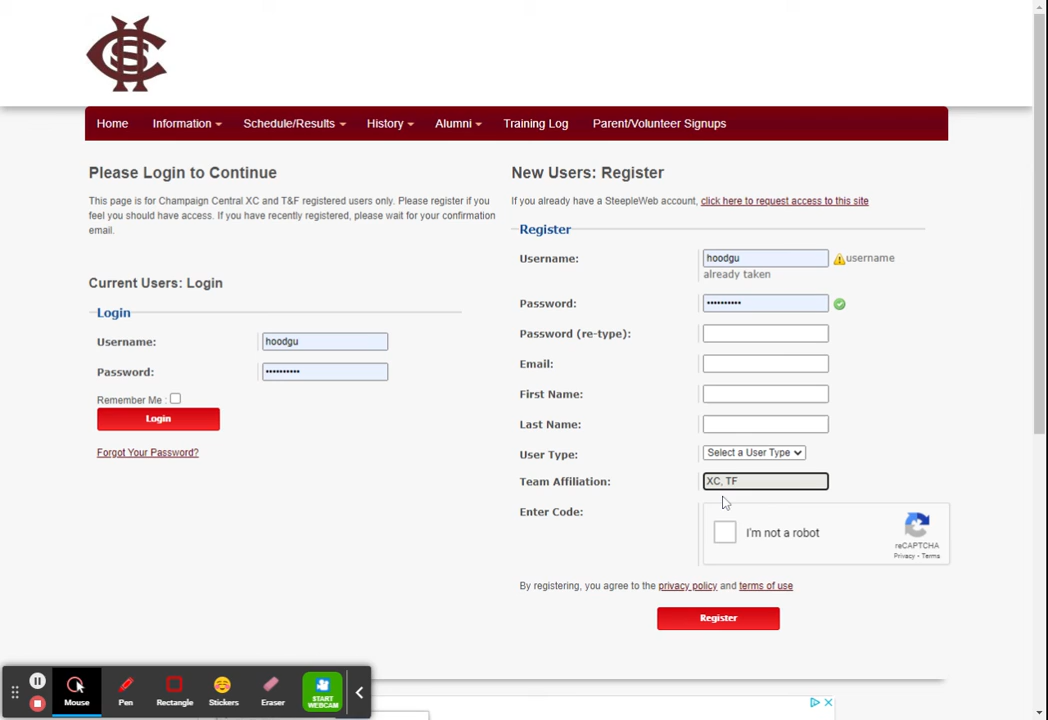 CHS
Home Information Schedule/Results History Alumni Training Log Parent/Volunteer Signups
Please Login to Continue
This page is for Champaign Central XC and T&F registered users only. Please register if you
feel you should have access. If you have recently registered, please wait for your confirmation
email.
Current Users: Login
Login
Username: hoodgu
Password: ••••••••••
Remember Me :
Login
Forgot Your Password?
New Users: Register
If you already have a SteepleWeb account, click here to request access to this site
Register
Username: hoodgu username
already taken
Password: ••••••••••
Password (re-type):
Email:
First Name:
Last Name:
User Type: Select a User Type
Team Affiliation: XC, TF
Enter Code:
I'm not a robot
reCAPTCHA
Privacy - Terms
By registering, you agree to the privacy policy and terms of use
Register
Mouse Pen Rectangle Stickers Eraser START
WEBCAM